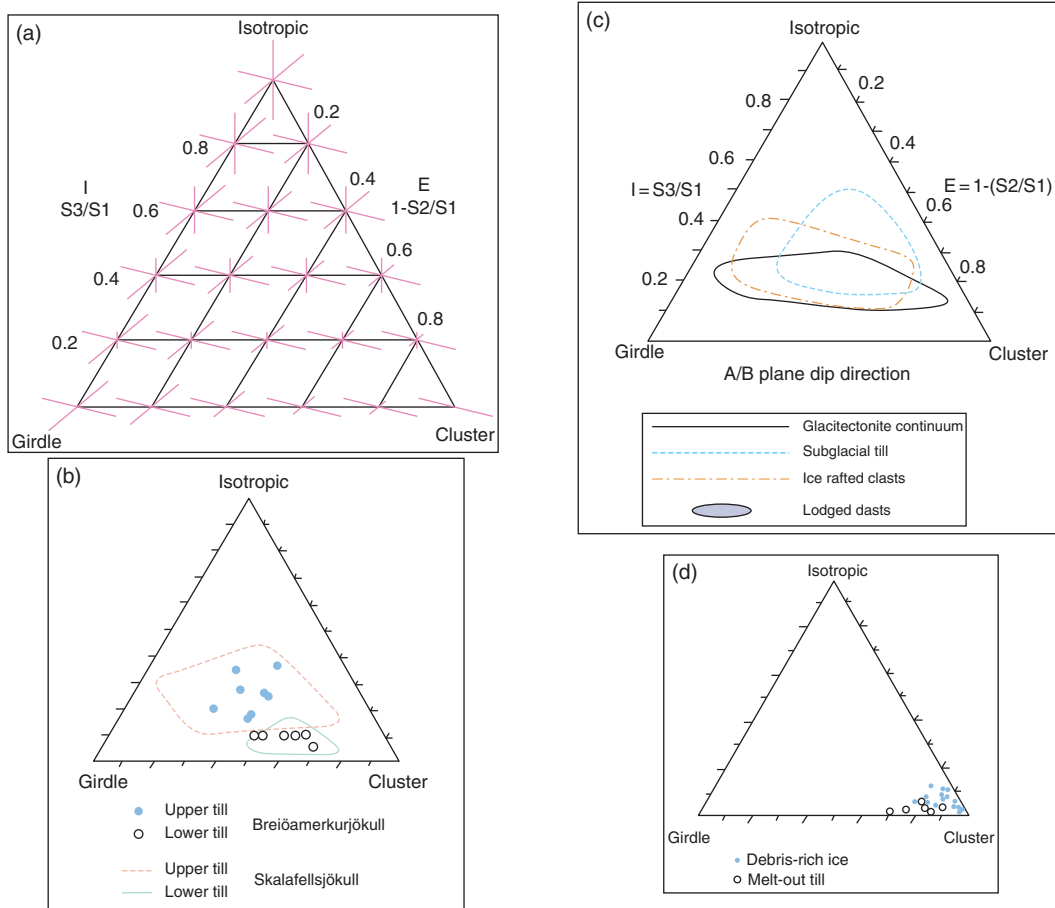 (a)
Isotropic
0.2
0.8
I
S3/S1
0.4
E
1-S2/S1
0.6
0.6
0.4
0.8
0.2
Girdle
Cluster
(b)
Isotropic
Girdle
Cluster
Upper till
Lower till
Breiöamerkurjökull
Upper till
Lower till
Skalafellsjökull
(c)
Isotropic
0.2
0.8
0.4
0.6
I = S3/S1
E = 1-(S2/S1)
0.6
0.4
0.8
0.2
Girdle
Cluster
A/B plane dip direction
Glacitectonite continuum
Subglacial till
Ice rafted clasts
Lodged dasts
(d)
Isotropic
Girdle
Cluster
Debris-rich ice
Melt-out till